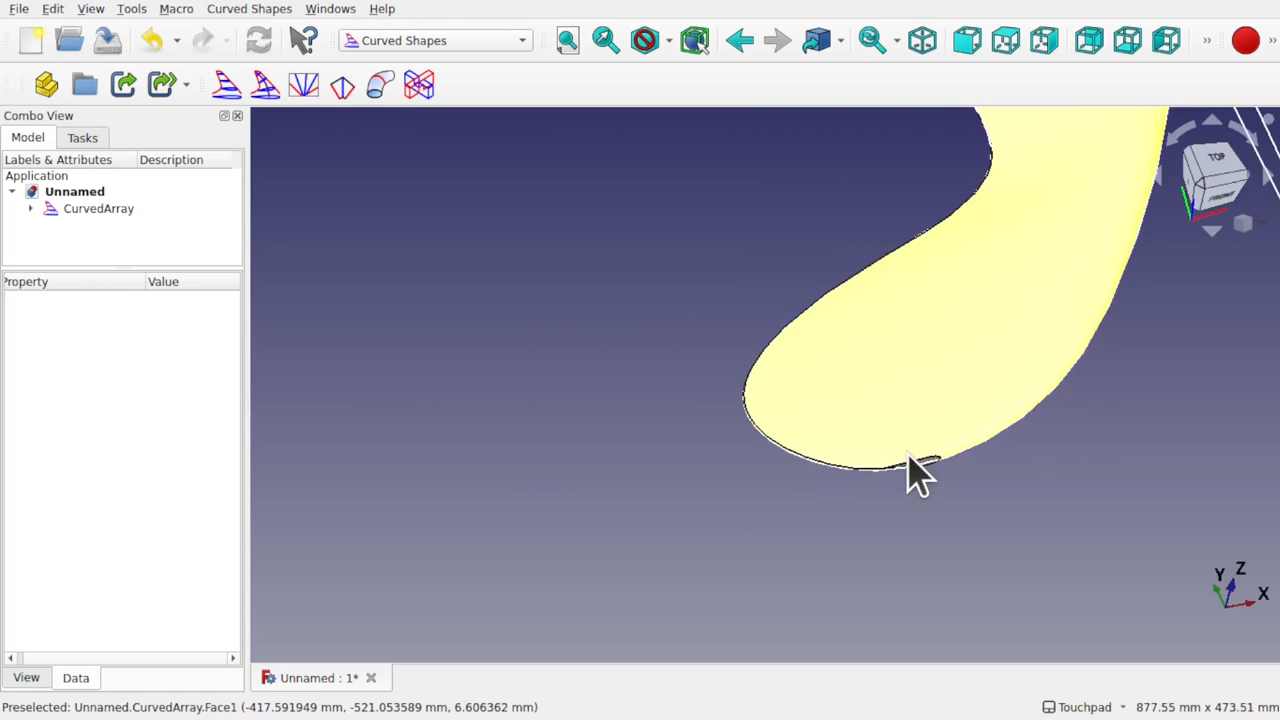 File Edit View Tools Macro Curved Shapes Windows Help
Curved Shapes
Combo View
Model Tasks
Labels & Attributes Description
Application
Unnamed
CurvedArray
Property Value
View Data
TOP
FRONT
Y Z X
Unnamed : 1*
Preselected: Unnamed.CurvedArray.Face1 (-417.591949 mm, -521.053589 mm, 6.606362 mm) Touchpad 877.55 mm x 473.51 mm